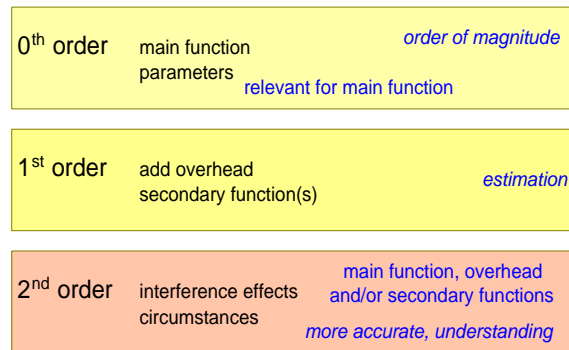 0th order
main function
parameters
order of magnitude
relevant for main function
1st order
add overhead
secondary function(s)
estimation
2nd order
interference effects
circumstances
main function, overhead
and/or secondary functions
more accurate, understanding